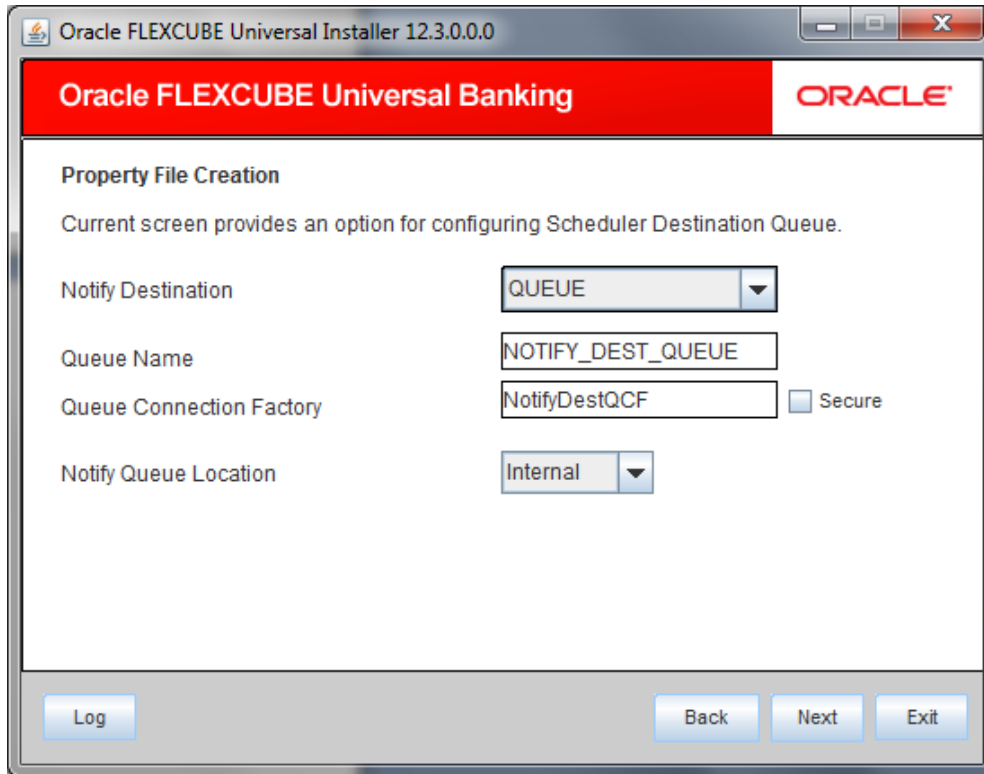 Oracle FLEXCUBE Universal Installer 12.3.0.0.0
Oracle FLEXCUBE Universal Banking
ORACLE
Property File Creation
Current screen provides an option for configuring Scheduler Destination Queue.
Notify Destination QUEUE
Queue Name NOTIFY_DEST_QUEUE
Queue Connection Factory NotifyDestQCF Secure
Notify Queue Location Internal
Log Back Next Exit